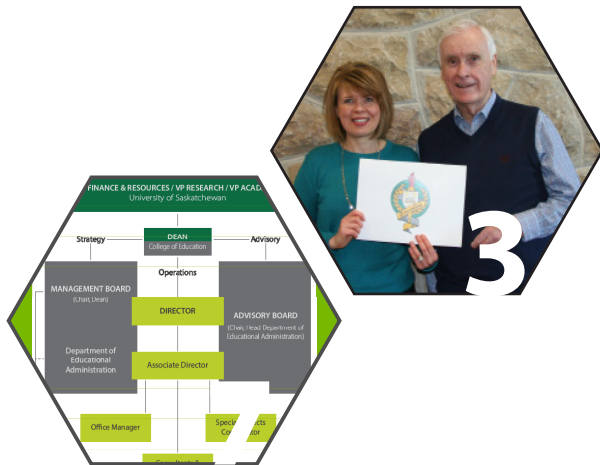 3
FINANCE & RESOURCES / VP RESEARCH / VP
University of Saskatchewan
DEAN
College of Education
Strategy
Advisory
Operations
MANAGEMENT BOARD
(Chair, Dean)
DIRECTOR
ADVISORY BOARD
(Chair, Head Department of
Educational Administration)
Department of
Educational
Administration
Associate Director
Office Manager